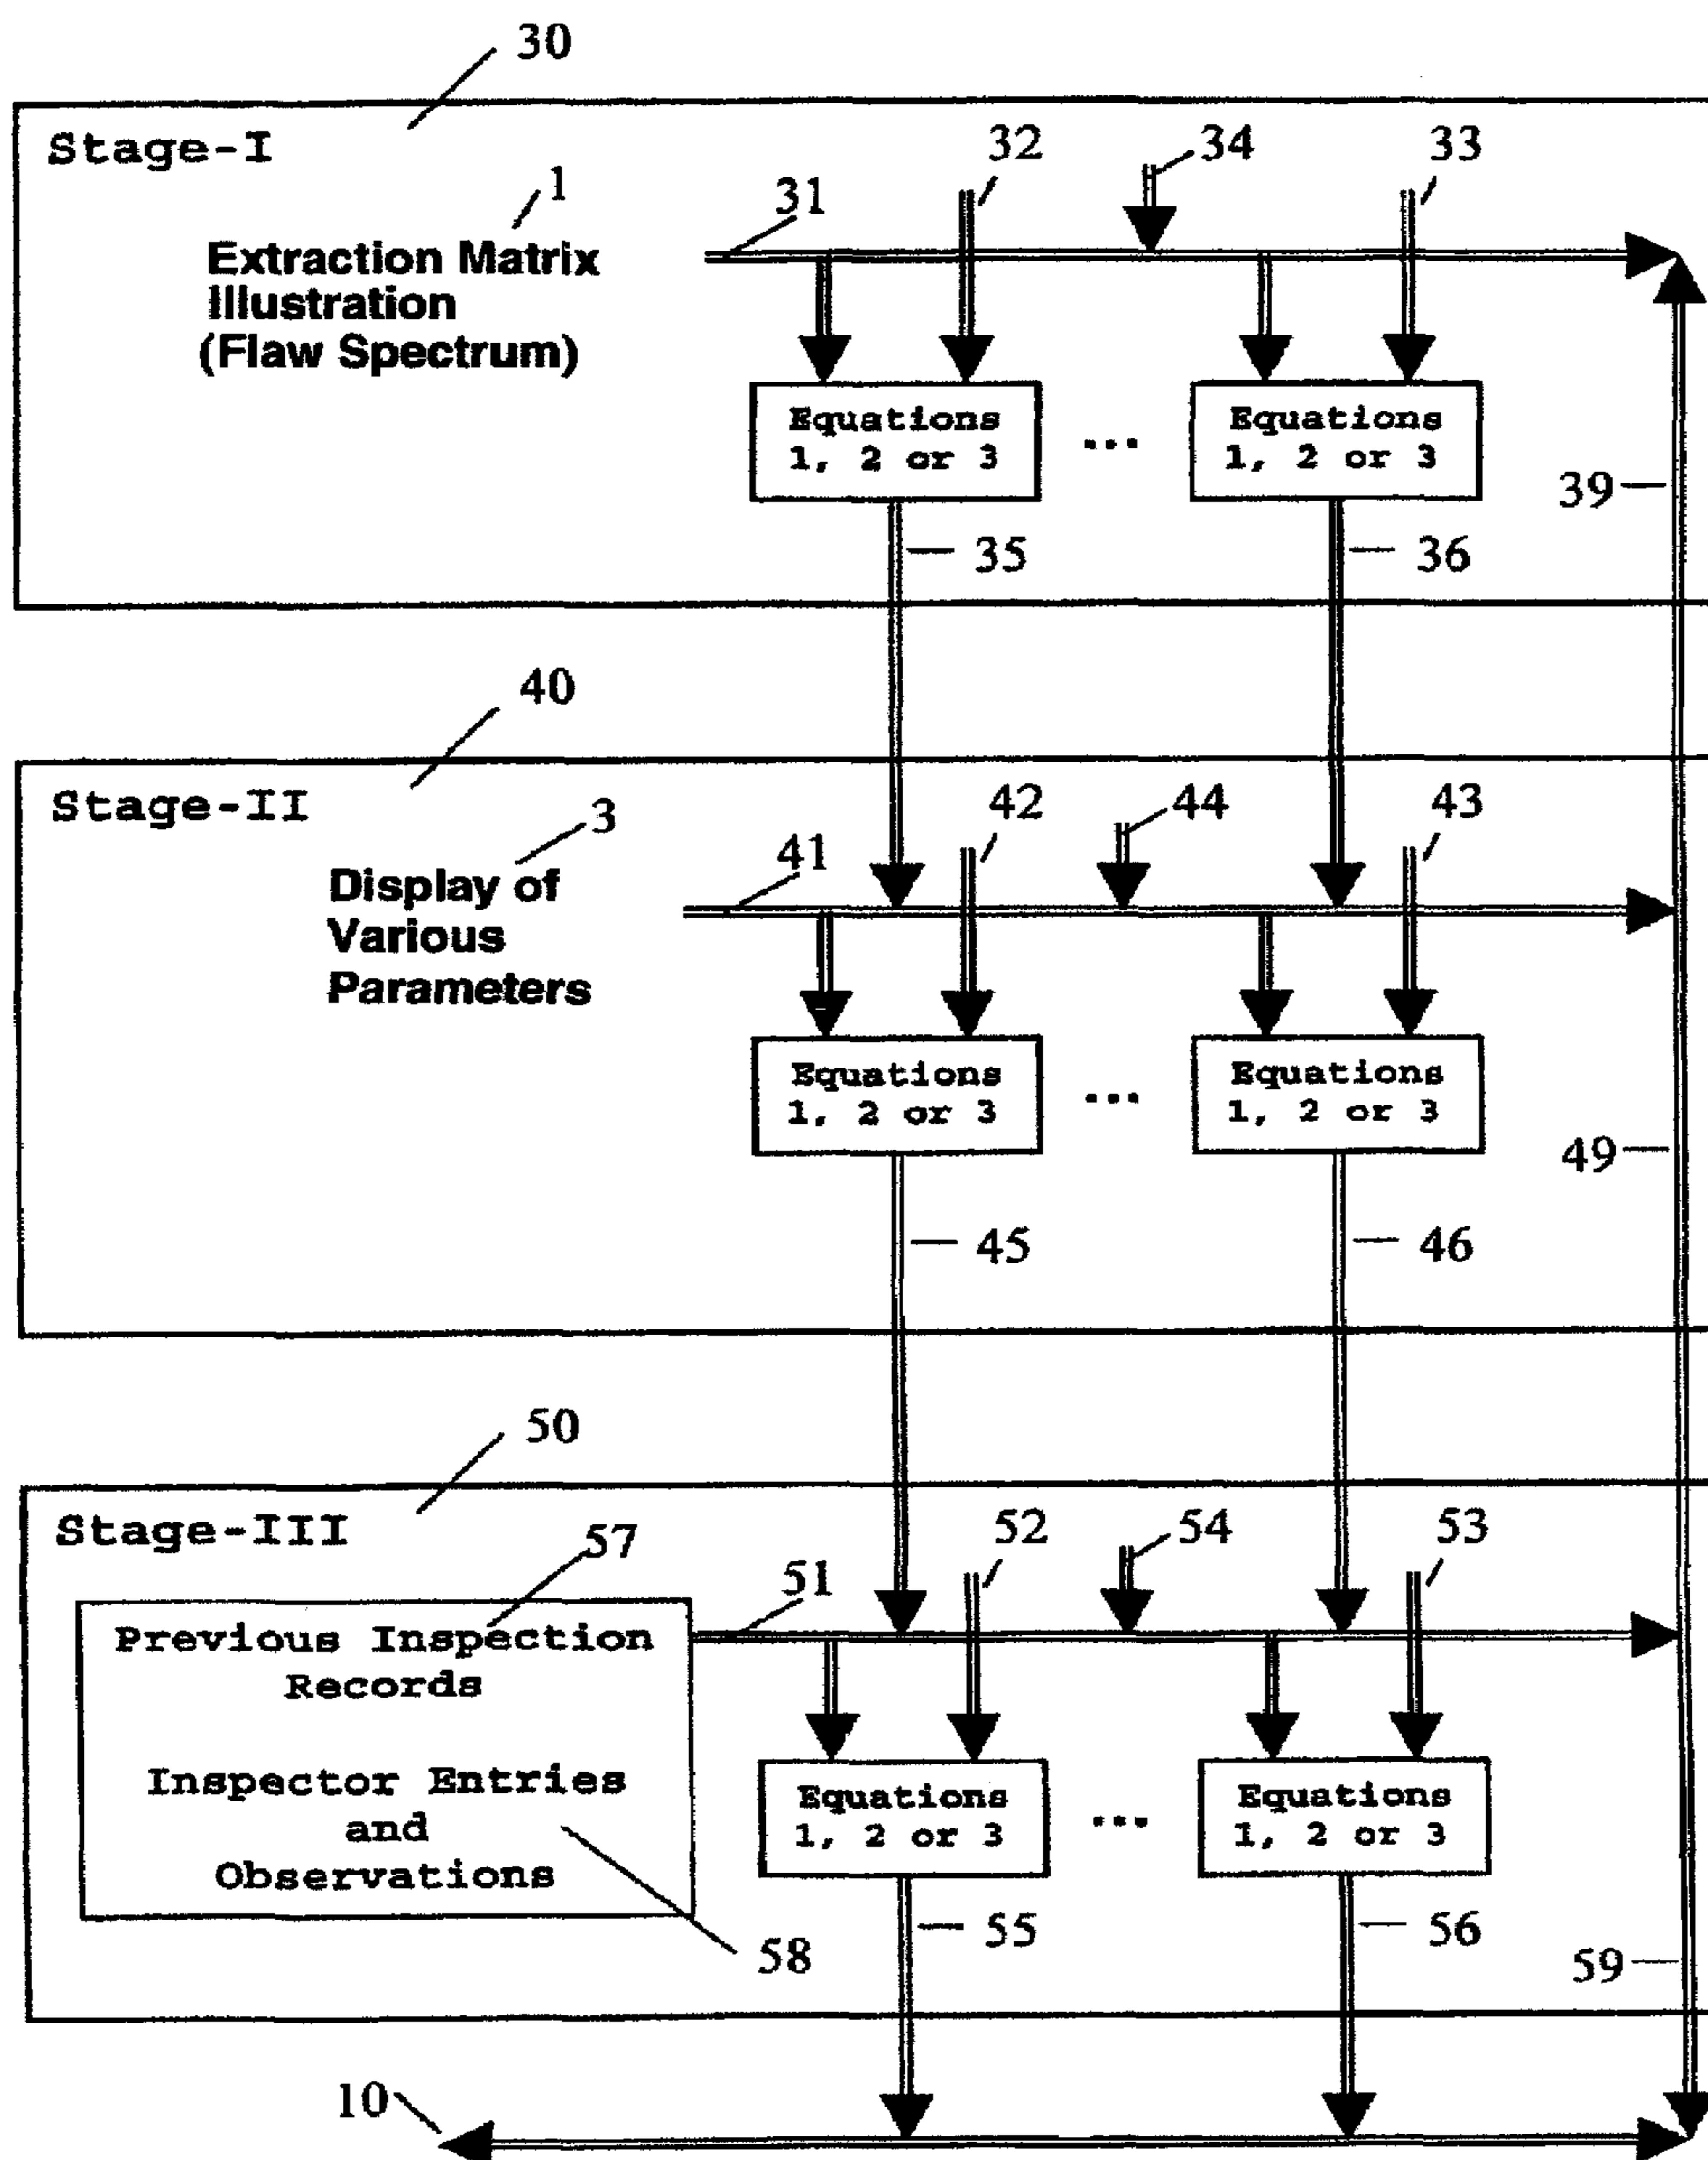 30
Stage-I
32
34
33
1
31
Extraction Matrix
Illustration
(Flaw Spectrum)
Equations
1, 2 or 3
...
Equations
1, 2 or 3
39
35
36
40
Stage-II
42
44
43
3
41
Display of
Various
Parameters
Equations
1, 2 or 3
...
Equations
1, 2 or 3
49
45
46
50
Stage-III
57
52
54
53
51
Previous Inspection
Records
Inspector Entries
and
Observations
Equations
1, 2 or 3
...
Equations
1, 2 or 3
55
56
58
59
10